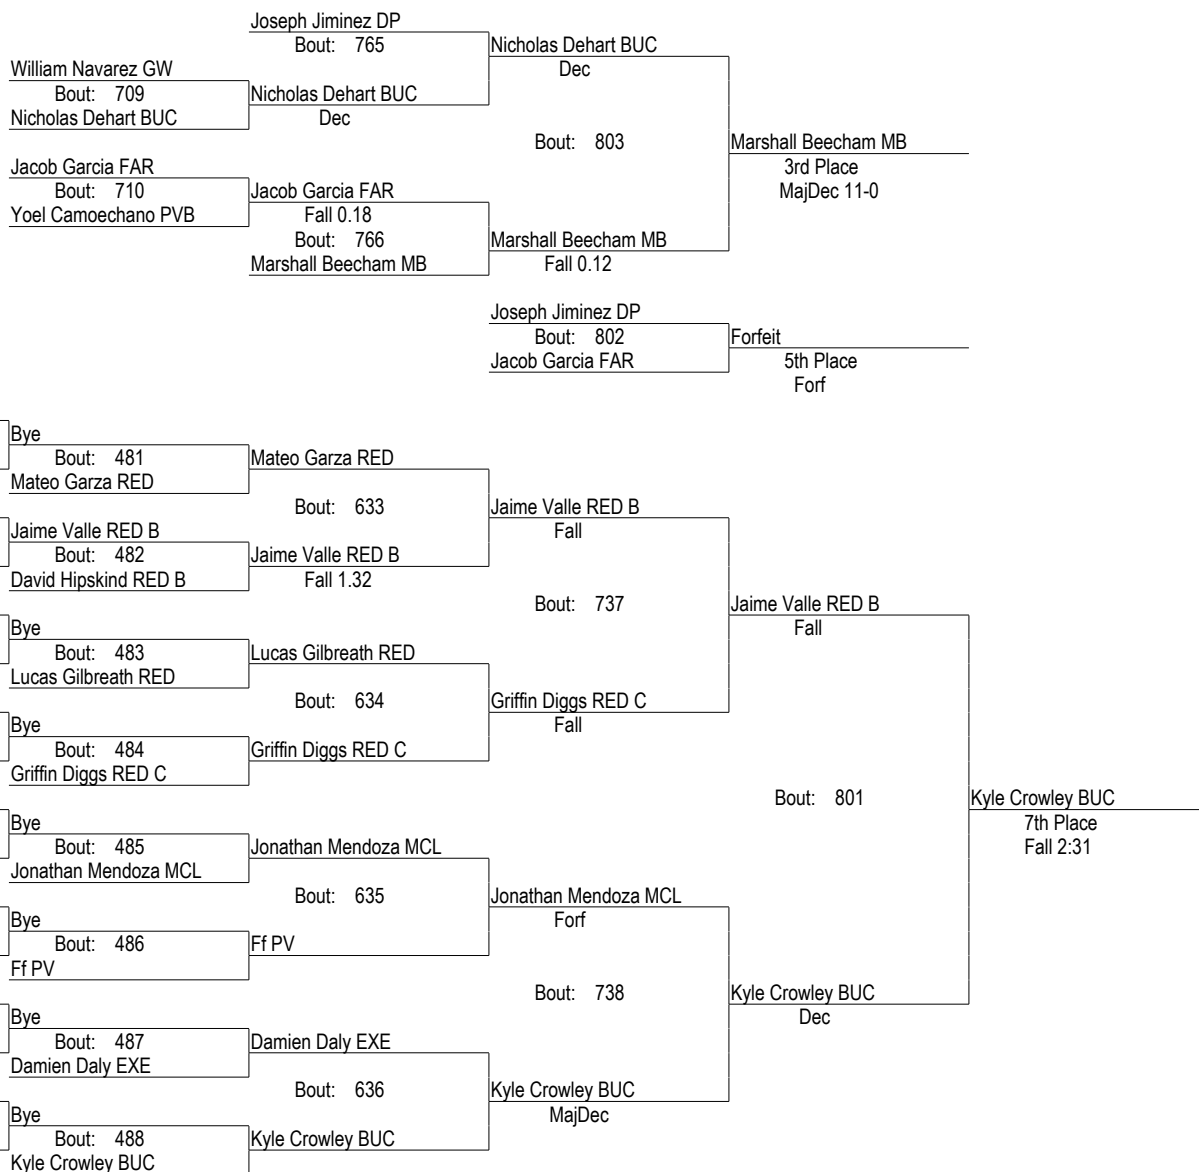 Joseph Jiminez DP
Bout: 765
Nicholas Dehart BUC
Dec
William Navarez GW
Bout: 709
Nicholas Dehart BUC
Nicholas Dehart BUC
Dec
Bout: 803
Marshall Beecham MB
3rd Place
MajDec 11-0
Jacob Garcia FAR
Bout: 710
Yoel Camoechano PVB
Jacob Garcia FAR
Fall 0.18
Bout: 766
Marshall Beecham MB
Marshall Beecham MB
Fall 0.12
Joseph Jiminez DP
Bout: 802
Jacob Garcia FAR
Forfeit
5th Place
Forf
Bye
Bout: 481
Mateo Garza RED
Mateo Garza RED
Bout: 633
Jaime Valle RED B
Fall
Jaime Valle RED B
Bout: 482
David Hipskind RED B
Jaime Valle RED B
Fall 1.32
Bout: 737
Jaime Valle RED B
Fall
Bye
Bout: 483
Lucas Gilbreath RED
Lucas Gilbreath RED
Bout: 634
Griffin Diggs RED C
Fall
Bye
Bout: 484
Griffin Diggs RED C
Griffin Diggs RED C
Bout: 801
Kyle Crowley BUC
7th Place
Fall 2:31
Bye
Bout: 485
Jonathan Mendoza MCL
Jonathan Mendoza MCL
Bout: 635
Jonathan Mendoza MCL
Forf
Bye
Bout: 486
Ff PV
Ff PV
Bout: 738
Kyle Crowley BUC
Dec
Bye
Bout: 487
Damien Daly EXE
Damien Daly EXE
Bout: 636
Kyle Crowley BUC
MajDec
Bye
Bout: 488
Kyle Crowley BUC
Kyle Crowley BUC